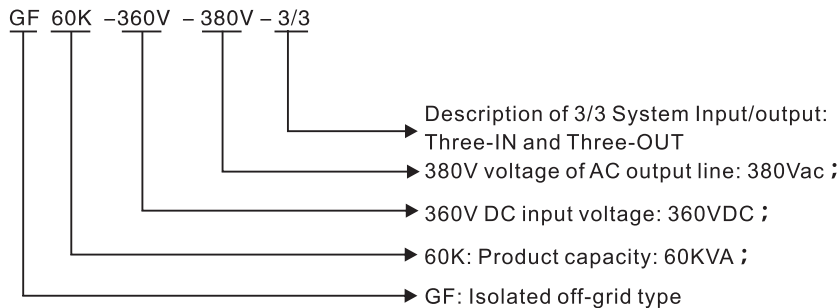 GF 60K -360V - 380V - 3/3
Description of 3/3 System Input/output:
Three-IN and Three-OUT
380V voltage of AC output line: 380Vac；
360V DC input voltage: 360VDC；
60K: Product capacity: 60KVA；
GF: Isolated off-grid type